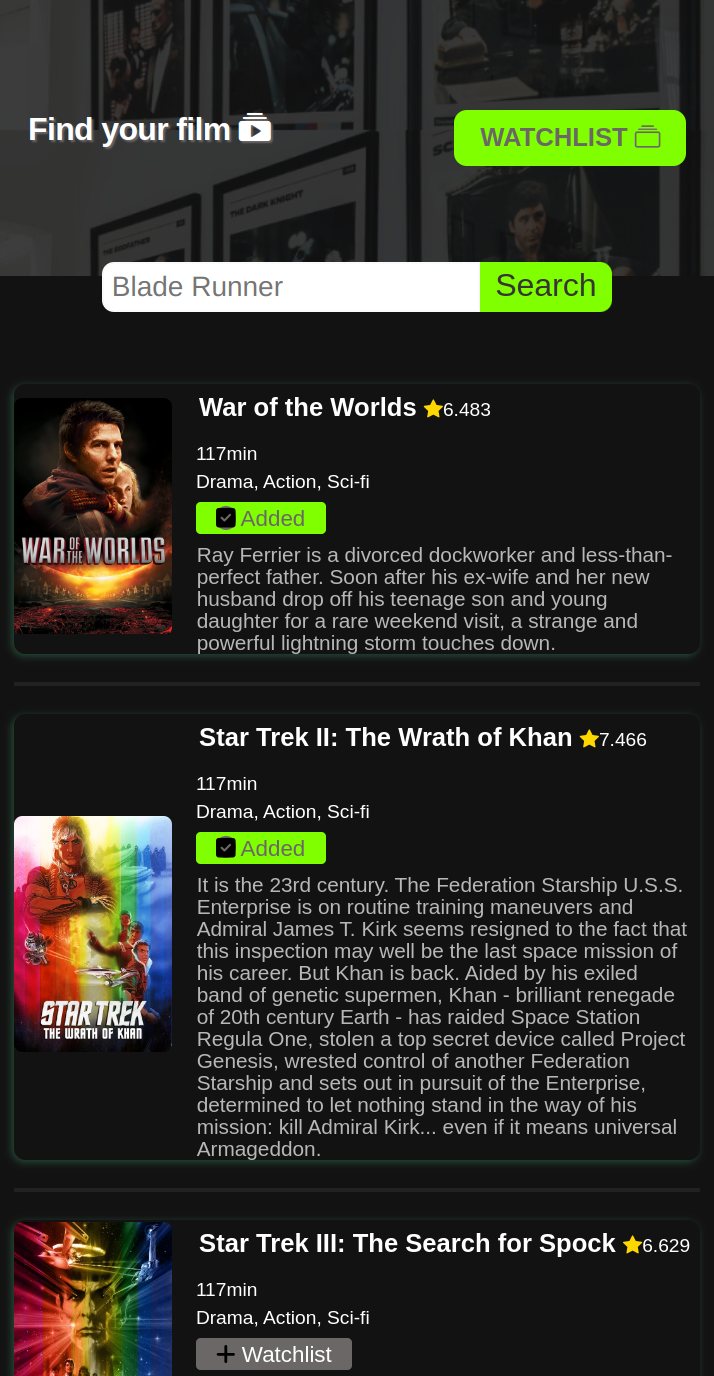 Find your film
WATCHLIST
THE GODFATHER
THE DARK KNIGHT
Blade Runner
Search
War of the Worlds 6.483
117min
Drama, Action, Sci-fi
Added
WAR OF THE WORLDS
Ray Ferrier is a divorced dockworker and less-than-
perfect father. Soon after his ex-wife and her new
husband drop off his teenage son and young
daughter for a rare weekend visit, a strange and
powerful lightning storm touches down.
Star Trek II: The Wrath of Khan 7.466
117min
Drama, Action, Sci-fi
Added
STAR TREK
THE WRATH OF KHAN
It is the 23rd century. The Federation Starship U.S.S.
Enterprise is on routine training maneuvers and
Admiral James T. Kirk seems resigned to the fact that
this inspection may well be the last space mission of
his career. But Khan is back. Aided by his exiled
band of genetic supermen, Khan - brilliant renegade
of 20th century Earth - has raided Space Station
Regula One, stolen a top secret device called Project
Genesis, wrested control of another Federation
Starship and sets out in pursuit of the Enterprise,
determined to let nothing stand in the way of his
mission: kill Admiral Kirk... even if it means universal
Armageddon.
Star Trek III: The Search for Spock 6.629
117min
Drama, Action, Sci-fi
Watchlist